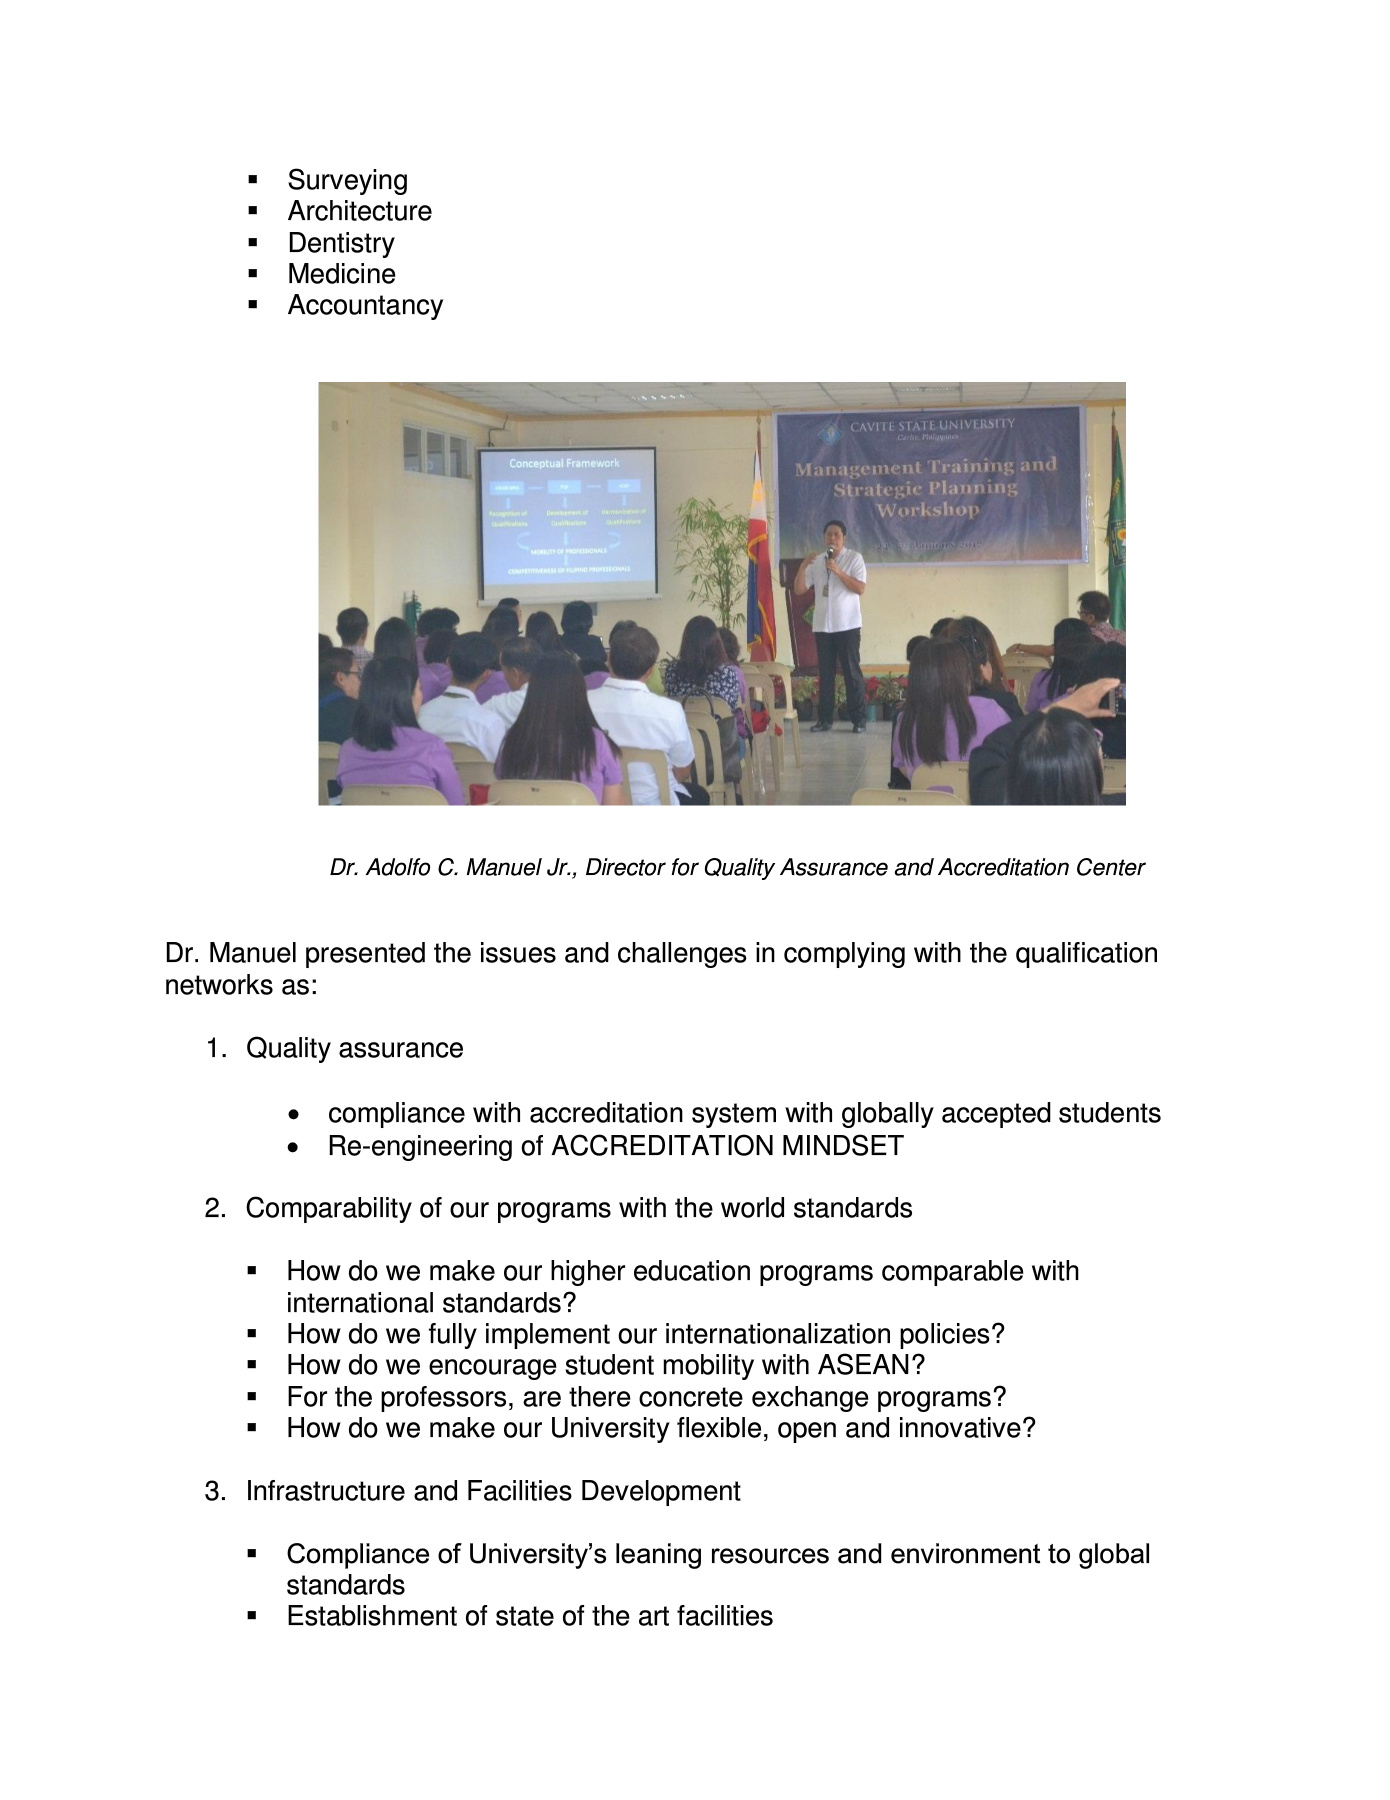 ▪ Surveying
▪ Architecture
▪ Dentistry
▪ Medicine
▪ Accountancy
CAVITE STATE UNIVERSITY
Cavite, Philippines
Management Training and
Strategic Planning
Workshop
Conceptual Framework
Recognition of
Qualifications
Development of
Qualifications
Harmonization of
Qualifications
MOBILITY OF PROFESSIONALS
COMPETITIVENESS OF FILIPINO PROFESSIONALS
Dr. Adolfo C. Manuel Jr., Director for Quality Assurance and Accreditation Center
Dr. Manuel presented the issues and challenges in complying with the qualification
networks as:
1. Quality assurance
• compliance with accreditation system with globally accepted students
• Re-engineering of ACCREDITATION MINDSET
2. Comparability of our programs with the world standards
▪ How do we make our higher education programs comparable with
international standards?
▪ How do we fully implement our internationalization policies?
▪ How do we encourage student mobility with ASEAN?
▪ For the professors, are there concrete exchange programs?
▪ How do we make our University flexible, open and innovative?
3. Infrastructure and Facilities Development
▪ Compliance of University’s leaning resources and environment to global
standards
▪ Establishment of state of the art facilities